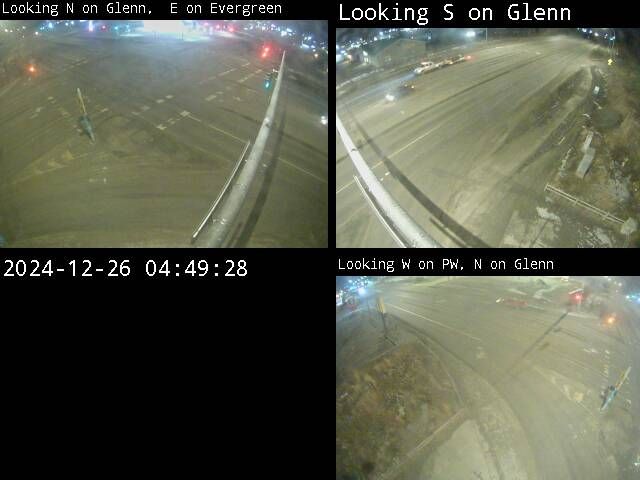 Looking N on Glenn,  E on Evergreen
Looking S on Glenn
2024-12-26 04:49:28
Looking W on PW, N on Glenn